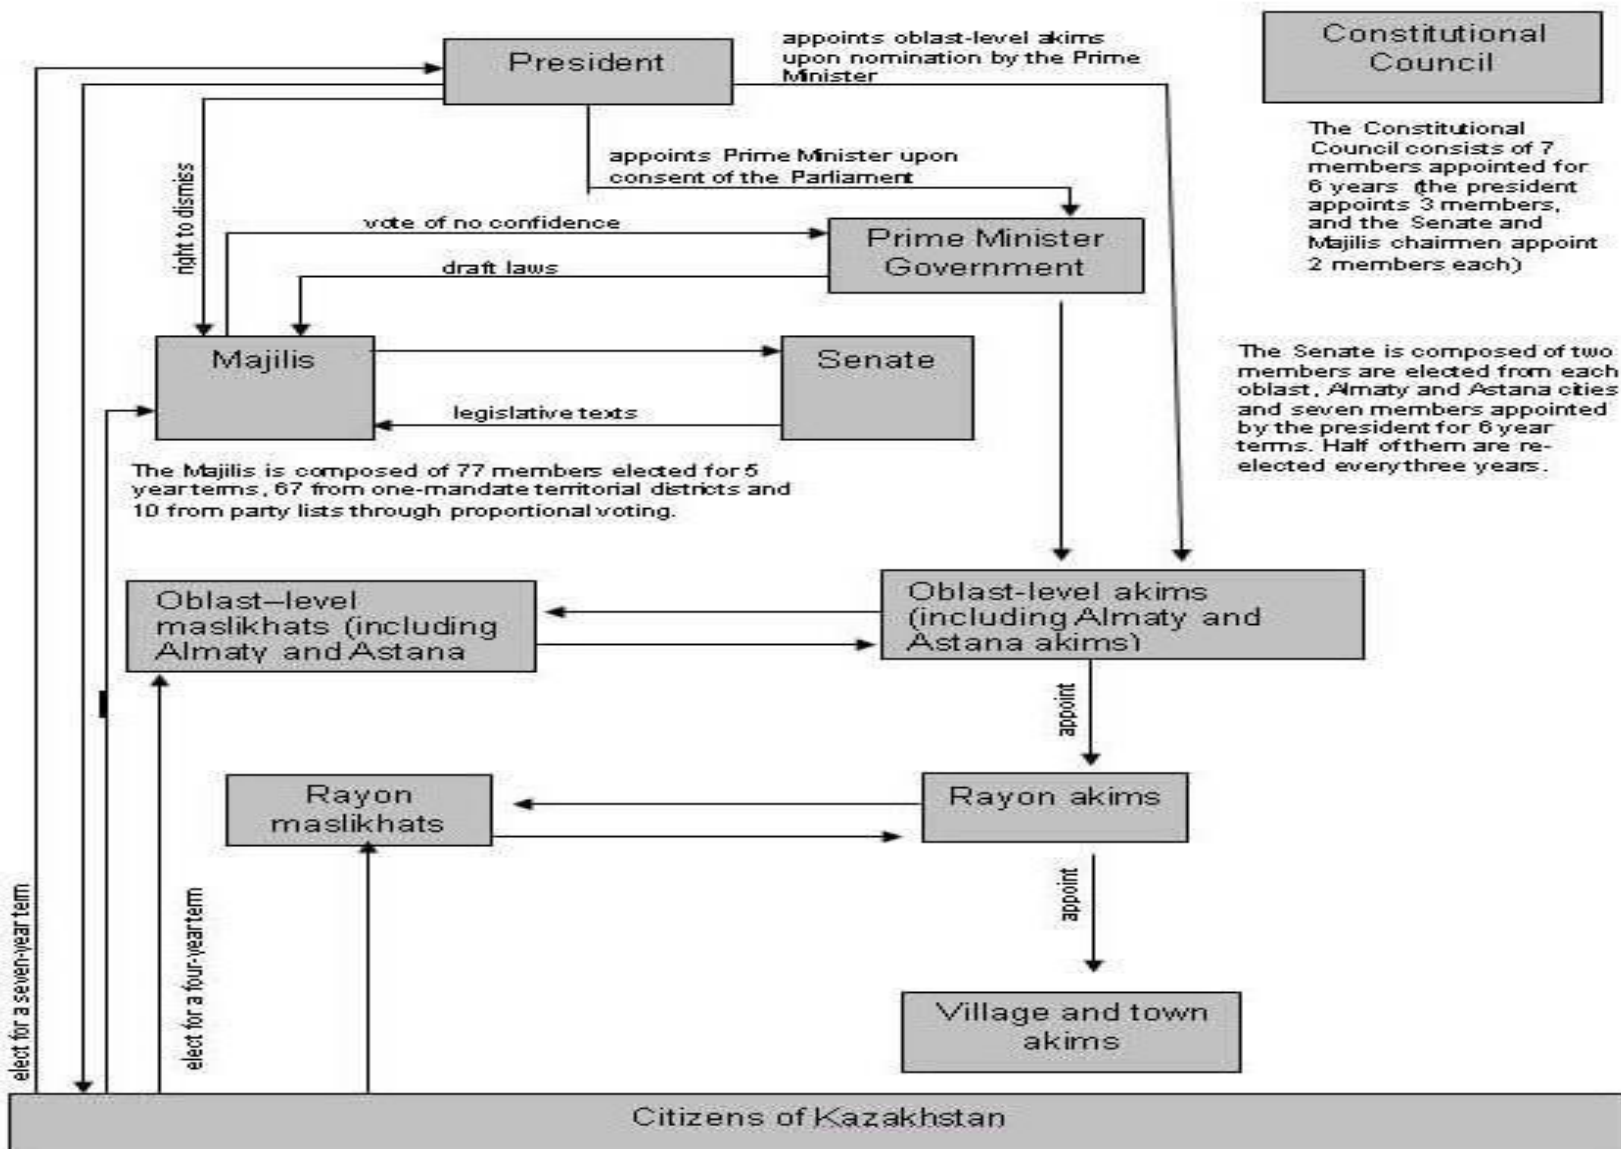 President
appoints oblast-level akims
upon nomination by the Prime
Minister
Constitutional
Council
The Constitutional
Council consists of 7
members appointed for
6 years (the president
appoints 3 members,
and the Senate and
Majilis chairmen appoint
2 members each)
appoints Prime Minister upon
consent of the Parliament
right to dismiss
vote of no confidence
Prime Minister
Government
draft laws
Majilis
Senate
legislative texts
The Senate is composed of two
members are elected from each
oblast, Almaty and Astana cities
and seven members appointed
by the president for 6 year
terms. Half of them are re-
elected every three years.
The Majilis is composed of 77 members elected for 5
year terms, 67 from one-mandate territorial districts and
10 from party lists through proportional voting.
Oblast–level
maslikhats (including
Almaty and Astana
Oblast-level akims
(including Almaty and
Astana akims)
appoint
Rayon
maslikhats
Rayon akims
appoint
elect for a seven-year term
elect for a four-year term
Village and town
akims
Citizens of Kazakhstan